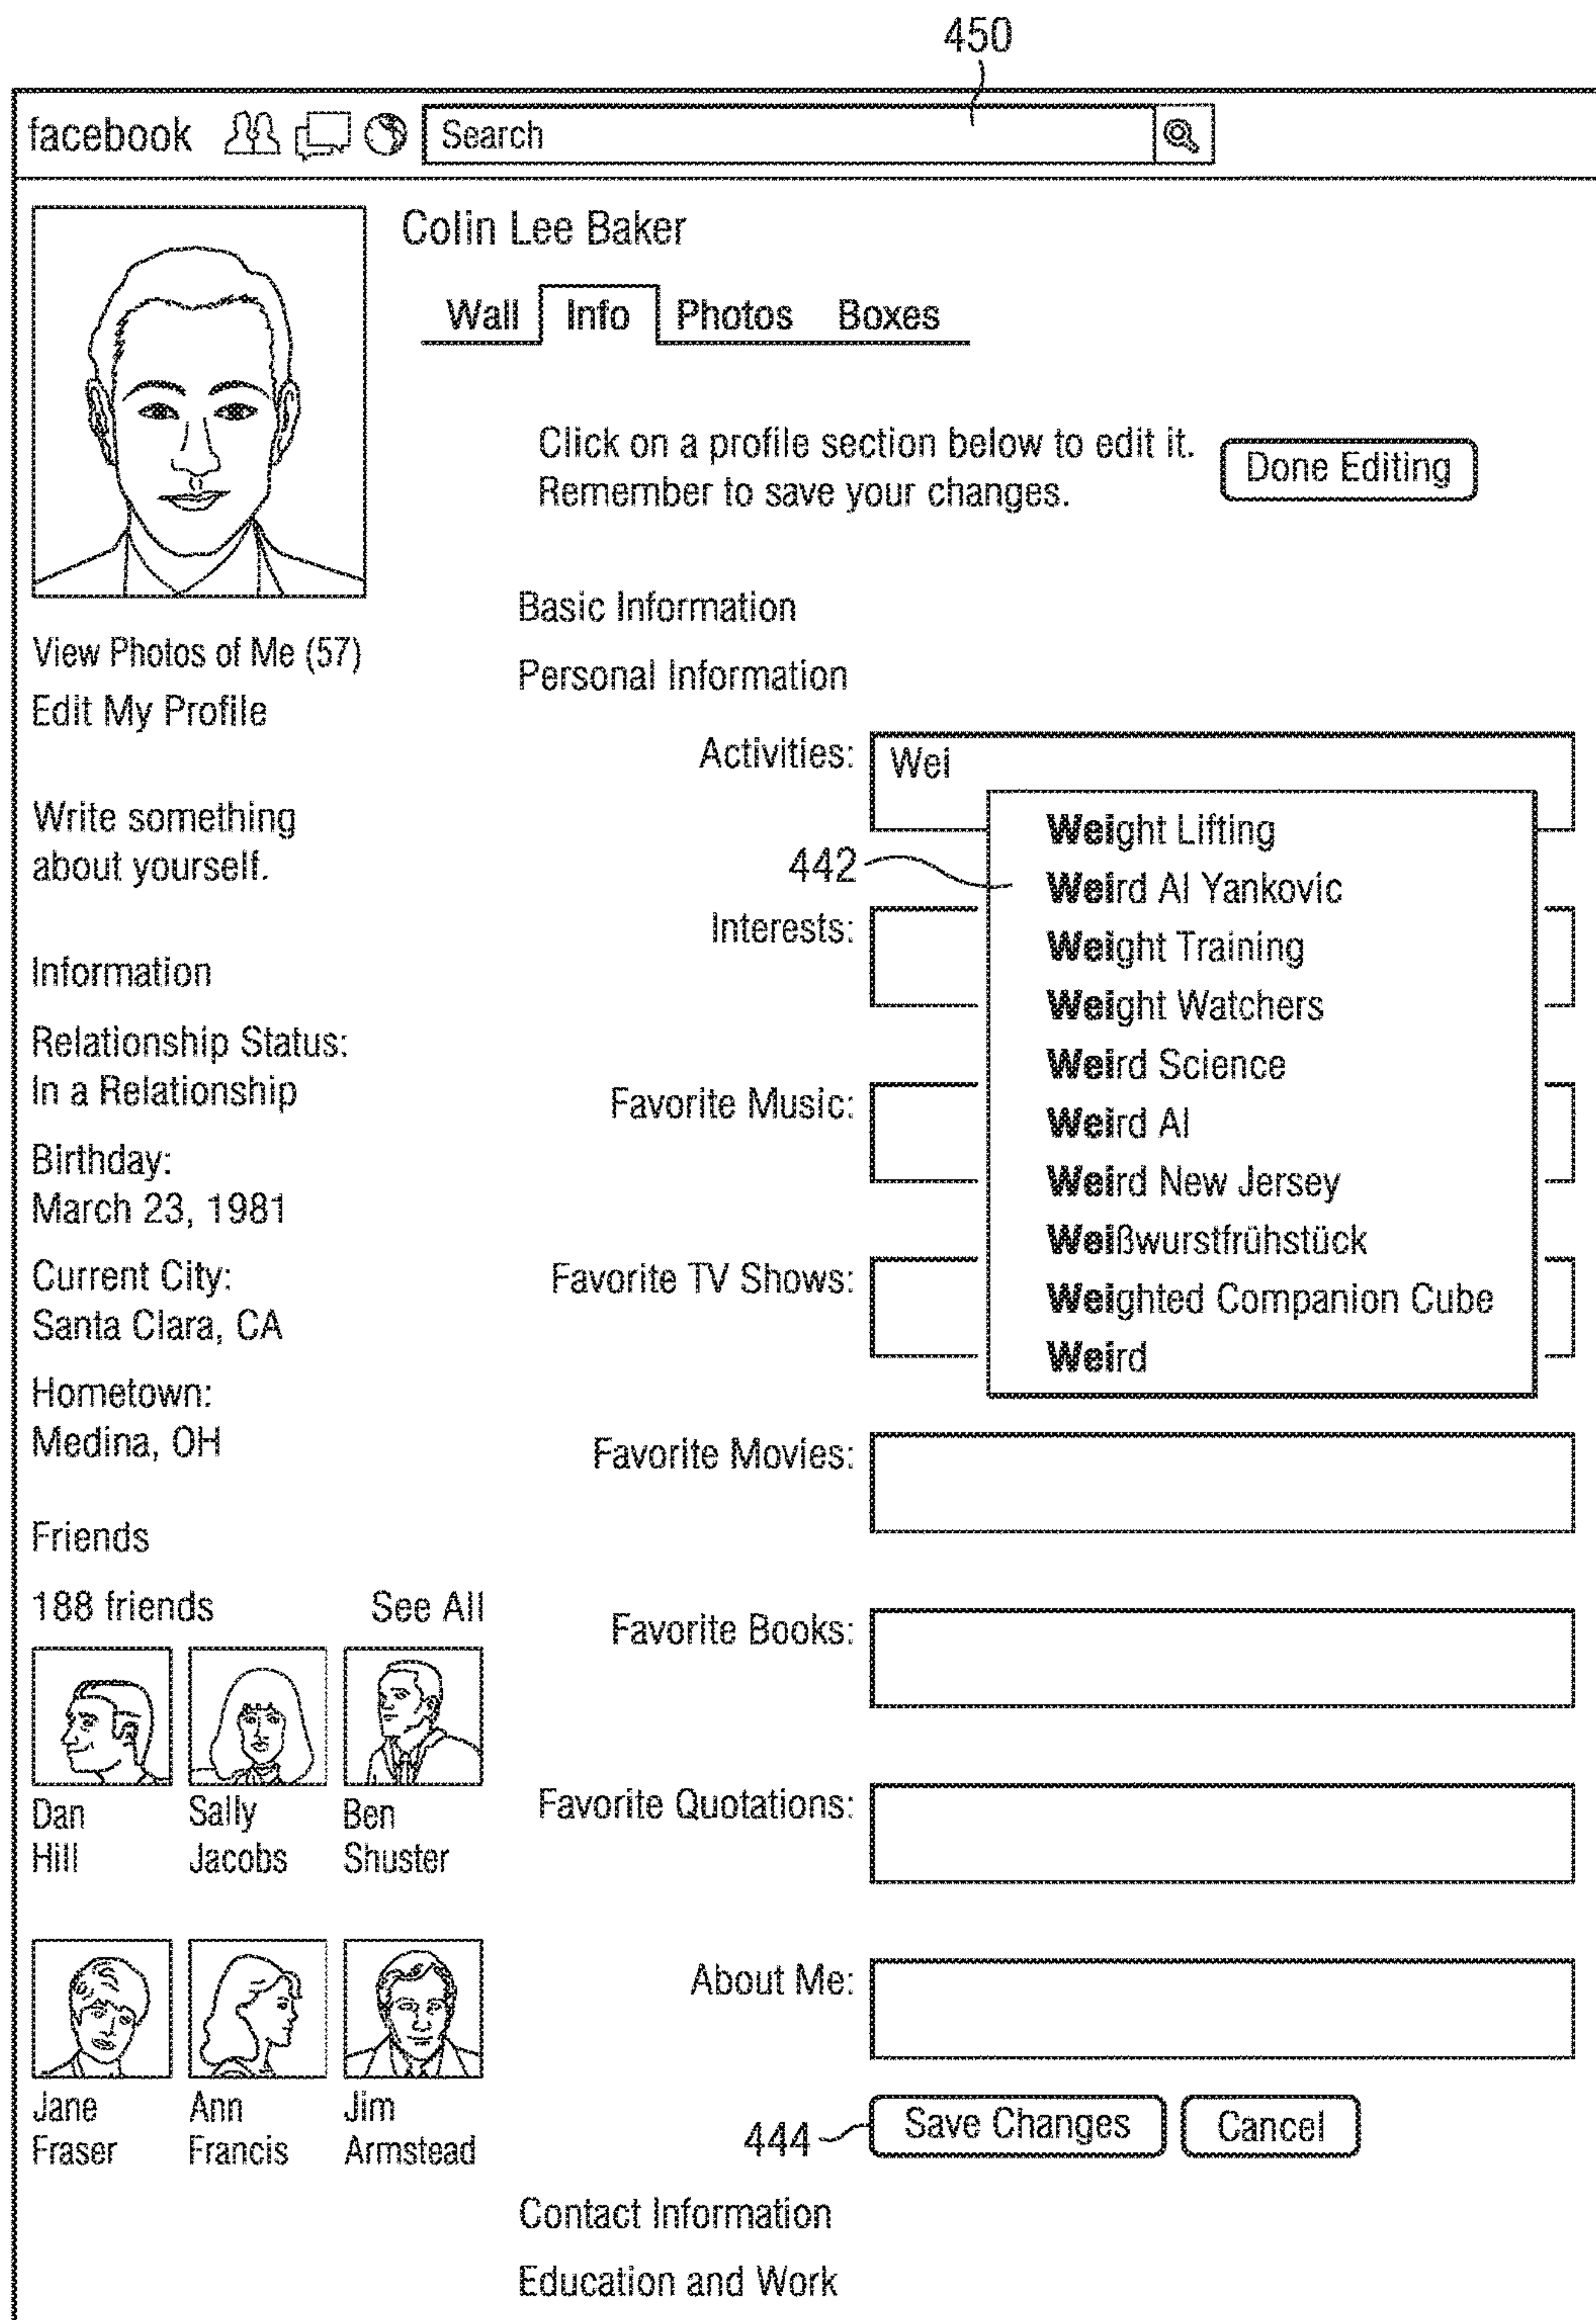 450
facebook
Search
Colin Lee Baker
Wall Info Photos Boxes
Click on a profile section below to edit it.
Remember to save your changes.
Done Editing
View Photos of Me (57)
Edit My Profile
Write something
about yourself.
Information
Relationship Status:
In a Relationship
Birthday:
March 23, 1981
Current City:
Santa Clara, CA
Hometown:
Medina, OH
Friends
188 friends See All
Dan
Hill
Sally
Jacobs
Ben
Shuster
Jane
Fraser
Ann
Francis
Jim
Armstead
Basic Information
Personal Information
Activities: Wei
442
Weight Lifting
Weird Al Yankovic
Weight Training
Weight Watchers
Weird Science
Weird Al
Weird New Jersey
Weißwurstfrühstück
Weighted Companion Cube
Weird
Interests:
Favorite Music:
Favorite TV Shows:
Favorite Movies:
Favorite Books:
Favorite Quotations:
About Me:
444 Save Changes Cancel
Contact Information
Education and Work